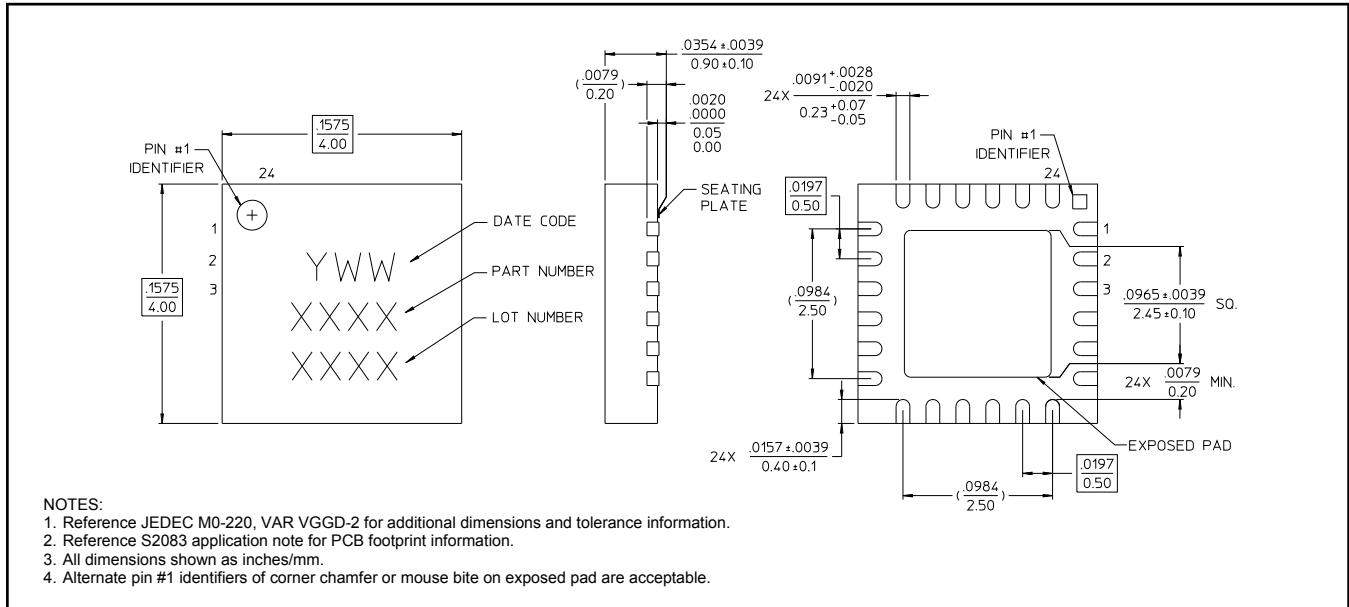 .1575
4.00
PIN #1
IDENTIFIER
24
1
2
3
.1575
4.00
YWW
XXXX
XXXX
DATE CODE
PART NUMBER
LOT NUMBER
.0354 ±.0039
0.90 ±0.10
(.0079
0.20)
.0020
.0000
0.05
0.00
SEATING
PLATE
24X .0091 +.0028
-.0020
0.23 +0.07
-0.05
PIN #1
IDENTIFIER
24
.0197
0.50
1
2
3
(.0984
2.50)
.0965 ±.0039
2.45 ±0.10 SQ.
24X .0079
0.20 MIN.
24X .0157 ±.0039
0.40 ±0.1
EXPOSED PAD
.0197
0.50
(.0984
2.50)
NOTES:
1. Reference JEDEC M0-220, VAR VGGD-2 for additional dimensions and tolerance information.
2. Reference S2083 application note for PCB footprint information.
3. All dimensions shown as inches/mm.
4. Alternate pin #1 identifiers of corner chamfer or mouse bite on exposed pad are acceptable.